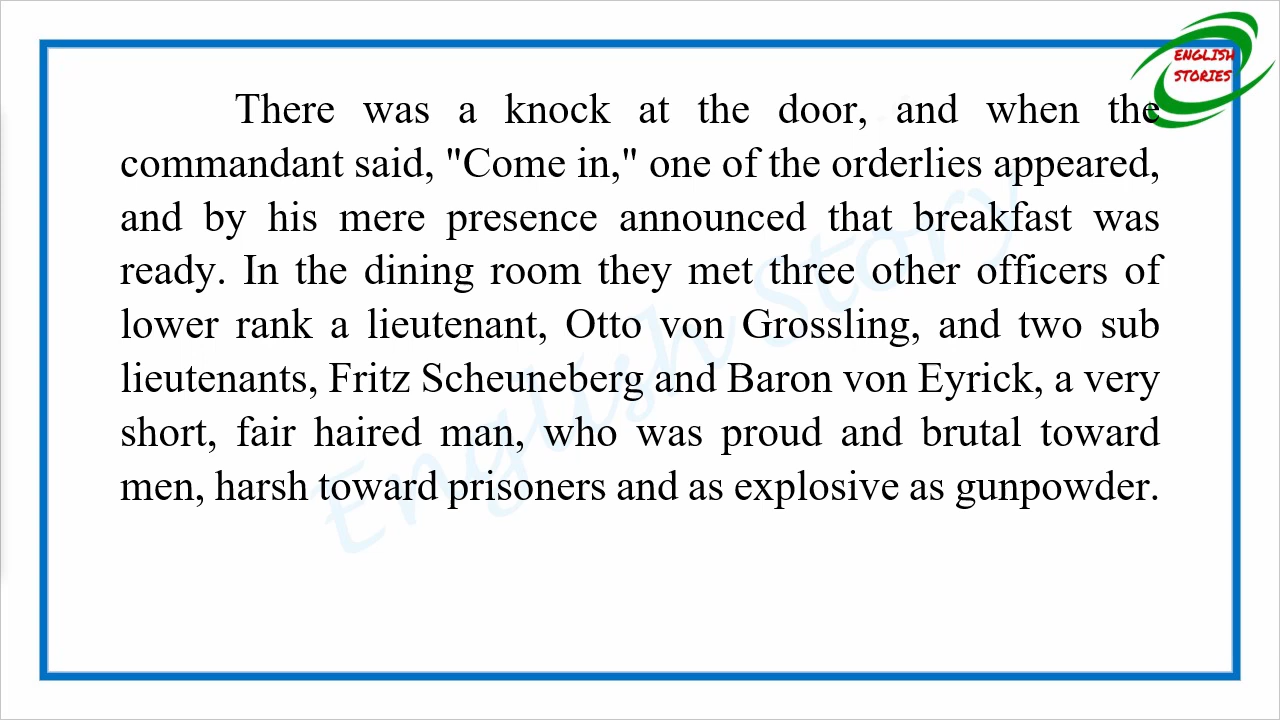 ENGLISH
STORIES
There was a knock at the door, and when the
commandant said, "Come in," one of the orderlies appeared,
and by his mere presence announced that breakfast was
ready. In the dining room they met three other officers of
lower rank a lieutenant, Otto von Grossling, and two sub
lieutenants, Fritz Scheuneberg and Baron von Eyrick, a very
short, fair haired man, who was proud and brutal toward
men, harsh toward prisoners and as explosive as gunpowder.
English Story